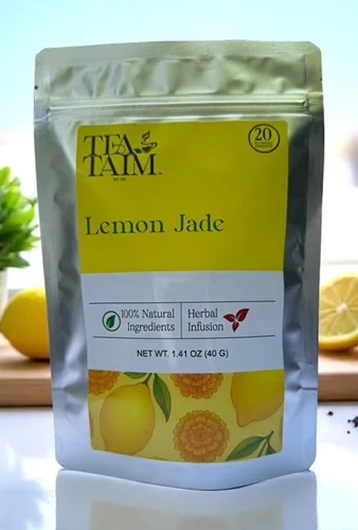 TEA
TAIM
20
Lemon Jade
100% Natural
Ingredients
Herbal
Infusion
NET WT. 1.41 OZ (40 G)